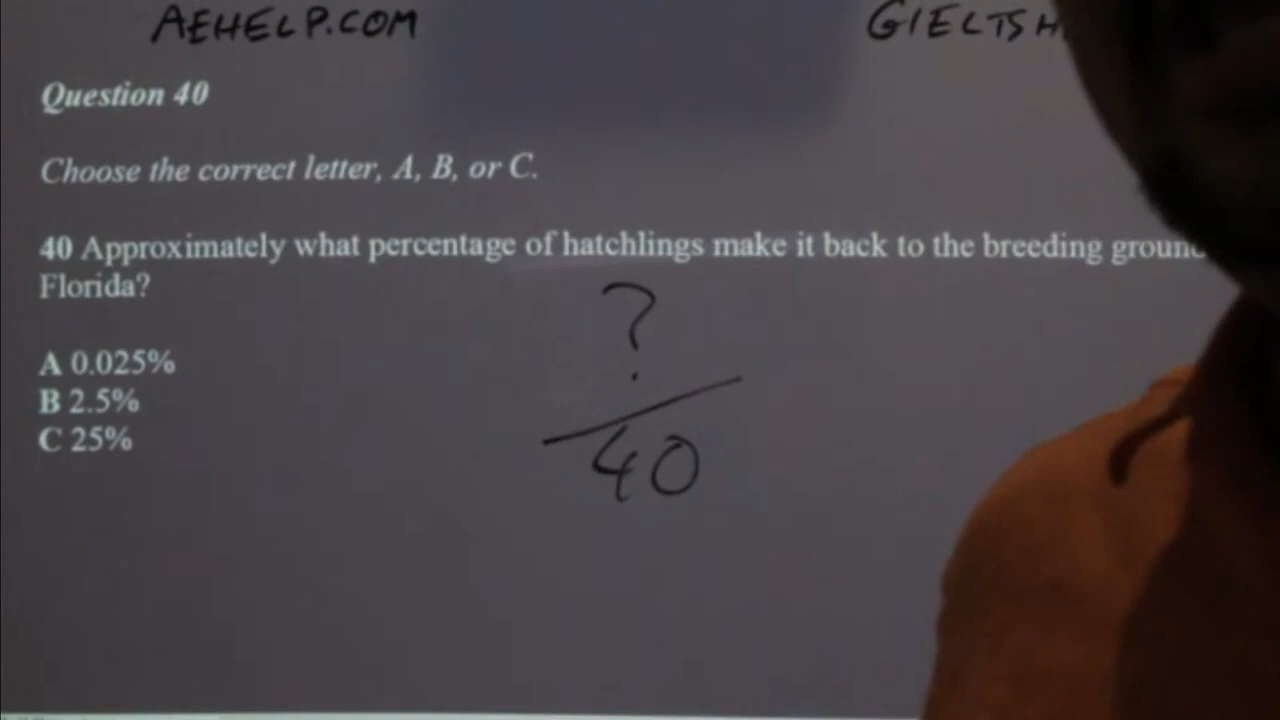 AEHELP.COM GIELTSH
Question 40
Choose the correct letter, A, B, or C.
40 Approximately what percentage of hatchlings make it back to the breeding
Florida?
?
40
A 0.025%
B 2.5%
C 25%